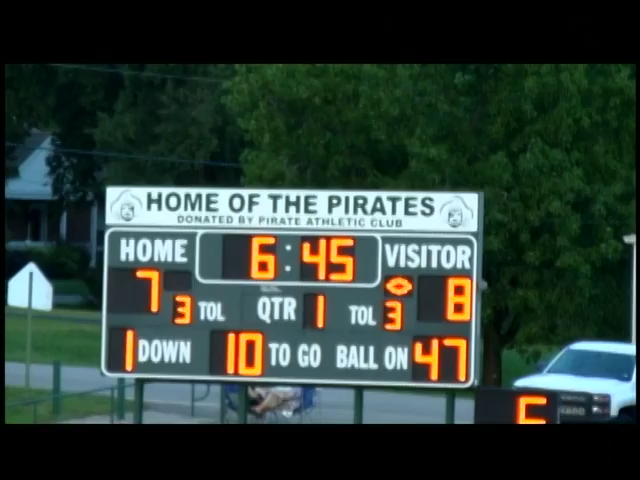 HOME OF THE PIRATES
DONATED BY PIRATE ATHLETIC CLUB
HOME 6:45 VISITOR
7 8
3 TOL QTR 1 TOL 3
1 DOWN 10 TO GO BALL ON 47